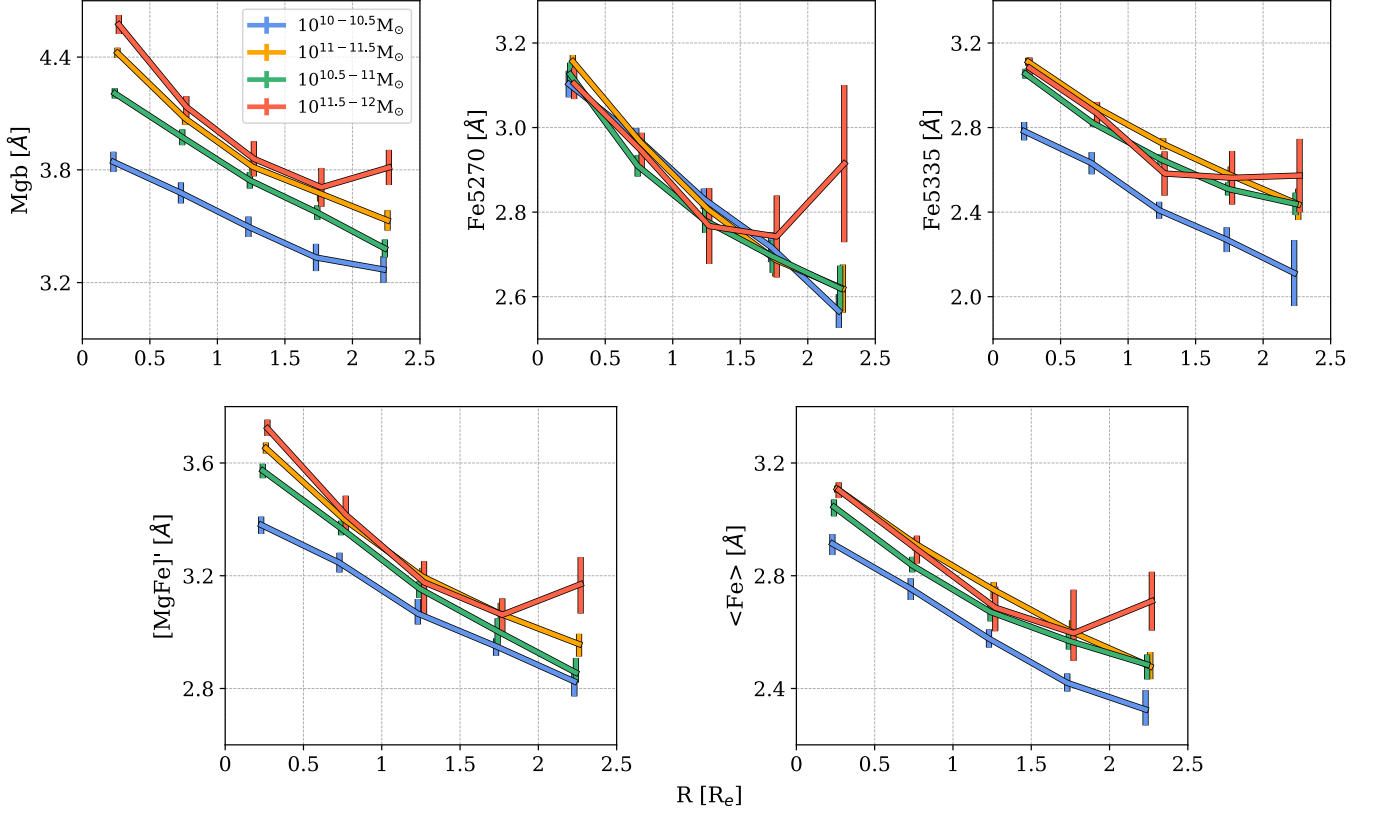 Mgb [Å]
4.4
3.8
3.2
0 0.5 1 1.5 2 2.5
10^{10−10.5}M_⊙
10^{11−11.5}M_⊙
10^{10.5−11}M_⊙
10^{11.5−12}M_⊙
Fe5270 [Å]
3.2
3.0
2.8
2.6
0 0.5 1 1.5 2 2.5
Fe5335 [Å]
3.2
2.8
2.4
2.0
0 0.5 1 1.5 2 2.5
[MgFe]' [Å]
3.6
3.2
2.8
0 0.5 1 1.5 2 2.5
<Fe> [Å]
3.2
2.8
2.4
0 0.5 1 1.5 2 2.5
R [R_e]